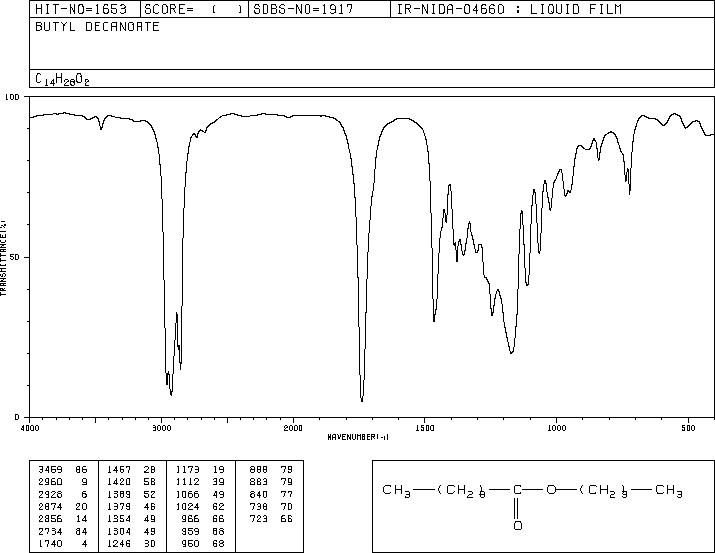 HIT-NO=1653 SCORE= ( ) SDBS-NO=1917 IR-NIDA-04660 : LIQUID FILM
BUTYL DECANOATE
C14H28O2
100
50
0
TRANSMITTANCE(%)
4000 3000 2000 1500 1000 500
WAVENUMBER(-1)
3469 86 1467 28 1173 19 888 79
2960 9 1420 58 1112 39 883 79
2928 6 1389 52 1066 49 840 77
2874 20 1379 46 1024 62 738 70
2856 14 1354 49 966 66 723 66
2734 84 1304 49 959 68
1740 4 1246 30 950 68
CH3—(CH2)8—C—O—(CH2)3—CH3
O